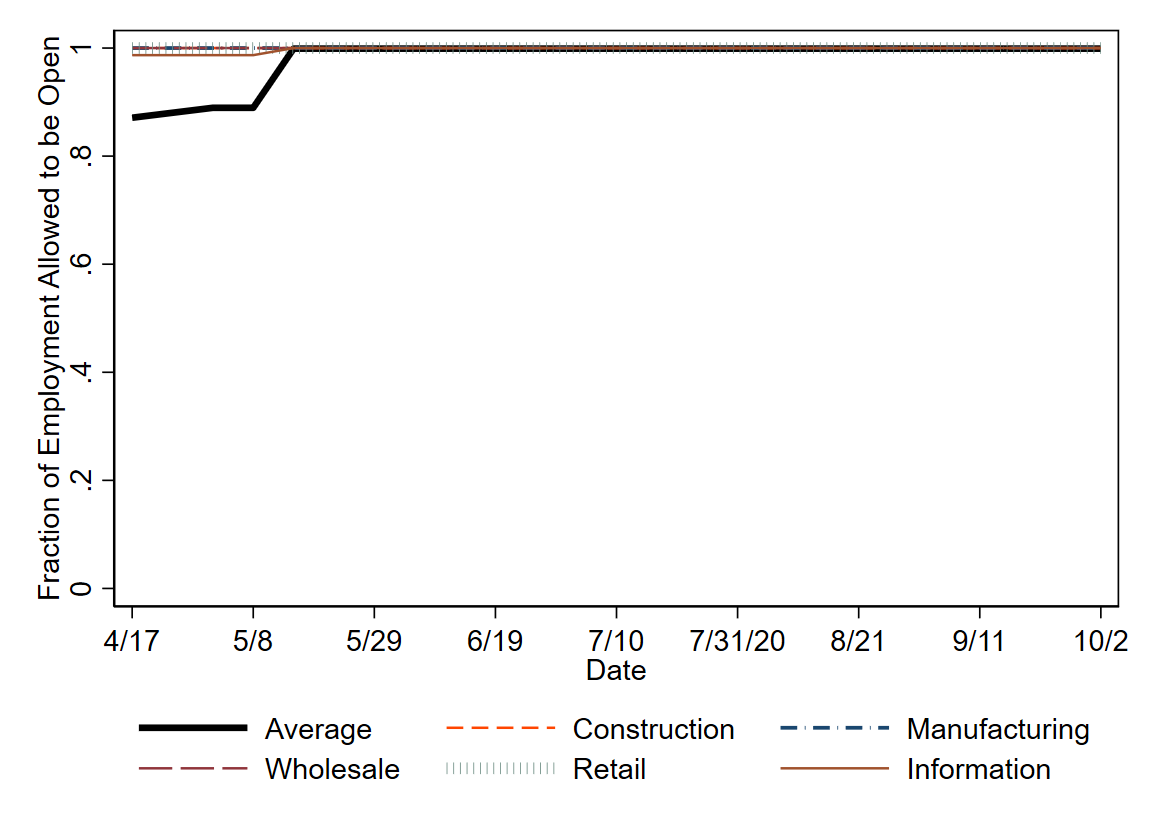 Fraction of Employment Allowed to be Open
1
.8
.6
.4
.2
0
4/17 5/8 5/29 6/19 7/10 7/31/20 8/21 9/11 10/2
Date
Average Construction Manufacturing
Wholesale Retail Information